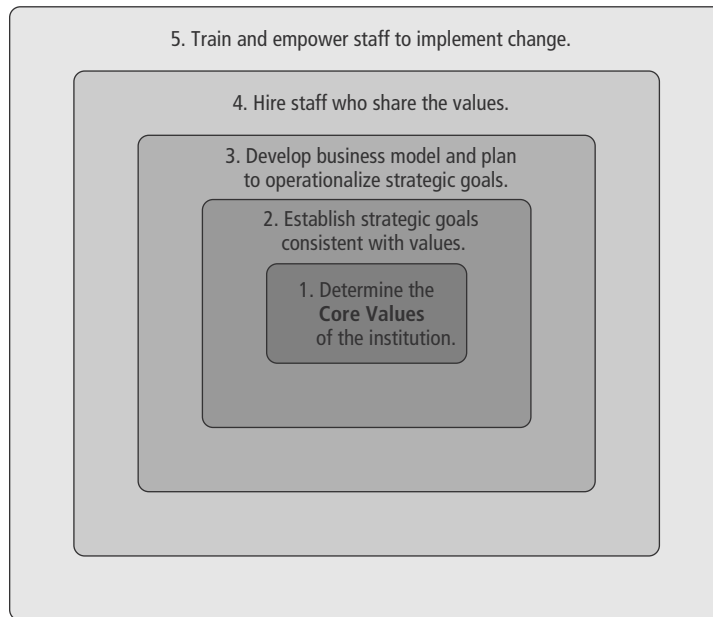 5. Train and empower staff to implement change.
4. Hire staff who share the values.
3. Develop business model and plan
to operationalize strategic goals.
2. Establish strategic goals
consistent with values.
1. Determine the
Core Values
of the institution.